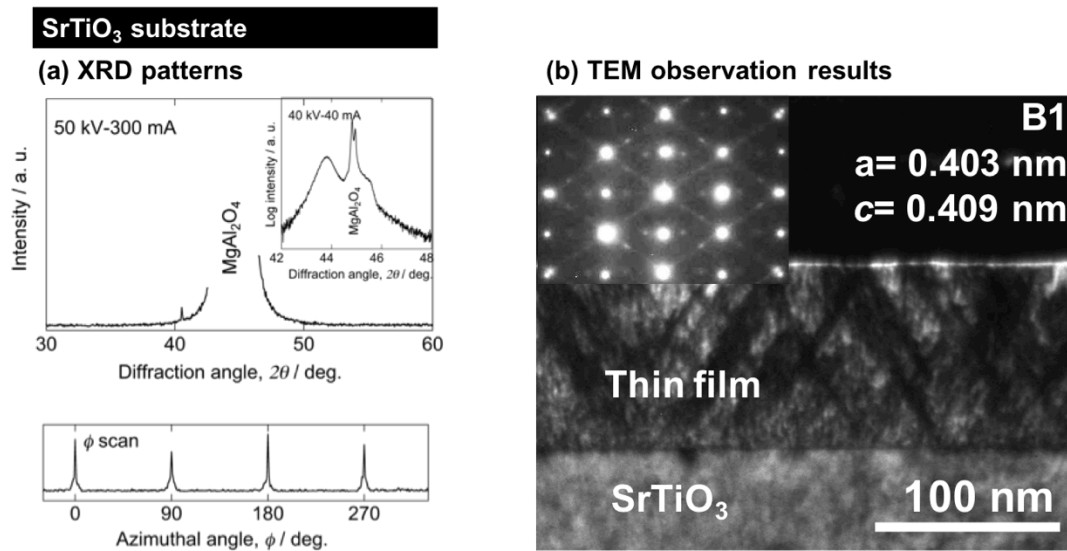 SrTiO₃ substrate
(a) XRD patterns
50 kV-300 mA
MgAl₂O₄
Intensity / a. u.
30 40 50 60
Diffraction angle, 2θ / deg.
40 kV-40 mA
MgAl₂O₄
Log intensity / a. u.
42 44 46 48
Diffraction angle, 2θ / deg.
ϕ scan
0 90 180 270
Azimuthal angle, ϕ / deg.
(b) TEM observation results
B1
a= 0.403 nm
c= 0.409 nm
Thin film
SrTiO₃
100 nm